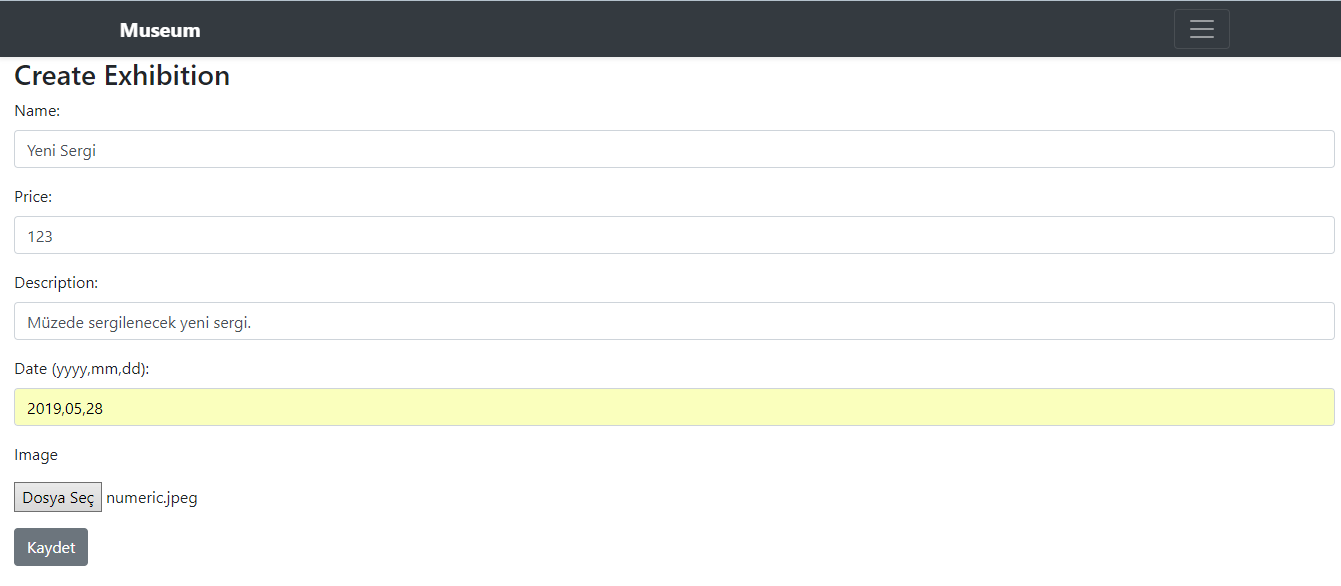 Museum
Create Exhibition
Name:
Yeni Sergi
Price:
123
Description:
Müzede sergilenecek yeni sergi.
Date (yyyy,mm,dd):
2019,05,28
Image
Dosya Seç numeric.jpeg
Kaydet